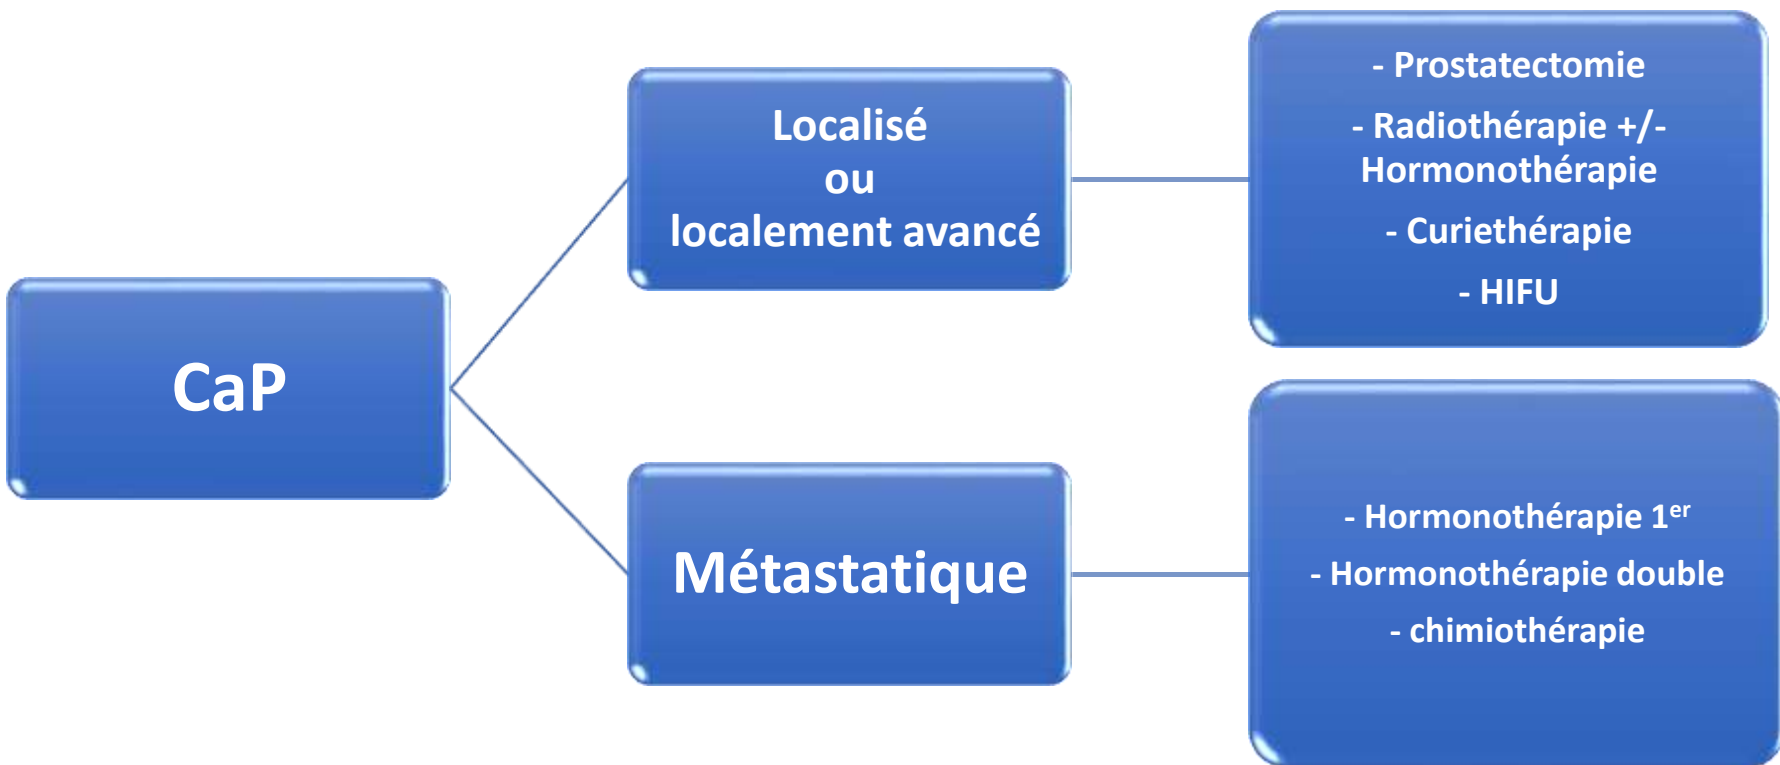 CaP
Localisé
ou
localement avancé
- Prostatectomie
- Radiothérapie +/-
Hormonothérapie
- Curiethérapie
- HIFU
Métastatique
- Hormonothérapie 1er
- Hormonothérapie double
- chimiothérapie